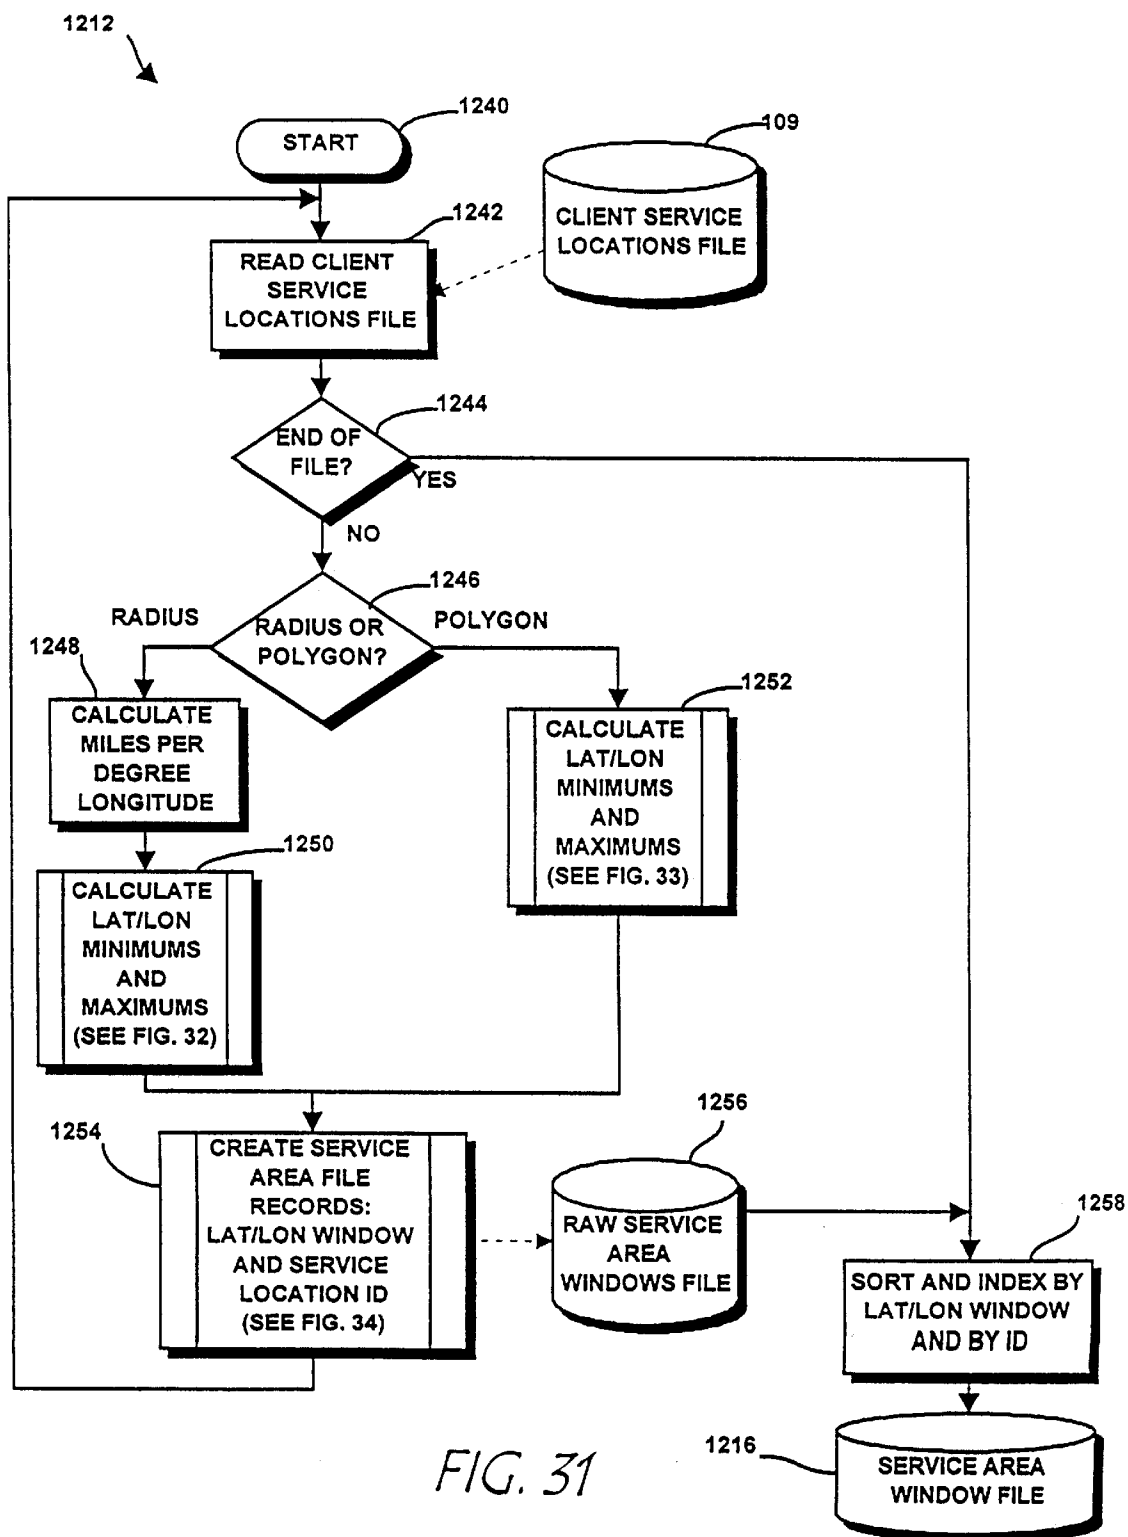 1212
1240
START
109
CLIENT SERVICE
LOCATIONS FILE
1242
READ CLIENT
SERVICE
LOCATIONS FILE
1244
END OF
FILE?
YES
NO
1246
RADIUS
RADIUS OR
POLYGON?
POLYGON
1248
CALCULATE
MILES PER
DEGREE
LONGITUDE
1252
CALCULATE
LAT/LON
MINIMUMS
AND
MAXIMUMS
(SEE FIG. 33)
1250
CALCULATE
LAT/LON
MINIMUMS
AND
MAXIMUMS
(SEE FIG. 32)
1254
CREATE SERVICE
AREA FILE
RECORDS:
LAT/LON WINDOW
AND SERVICE
LOCATION ID
(SEE FIG. 34)
1256
RAW SERVICE
AREA
WINDOWS FILE
1258
SORT AND INDEX BY
LAT/LON WINDOW
AND BY ID
1216
SERVICE AREA
WINDOW FILE
FIG. 31